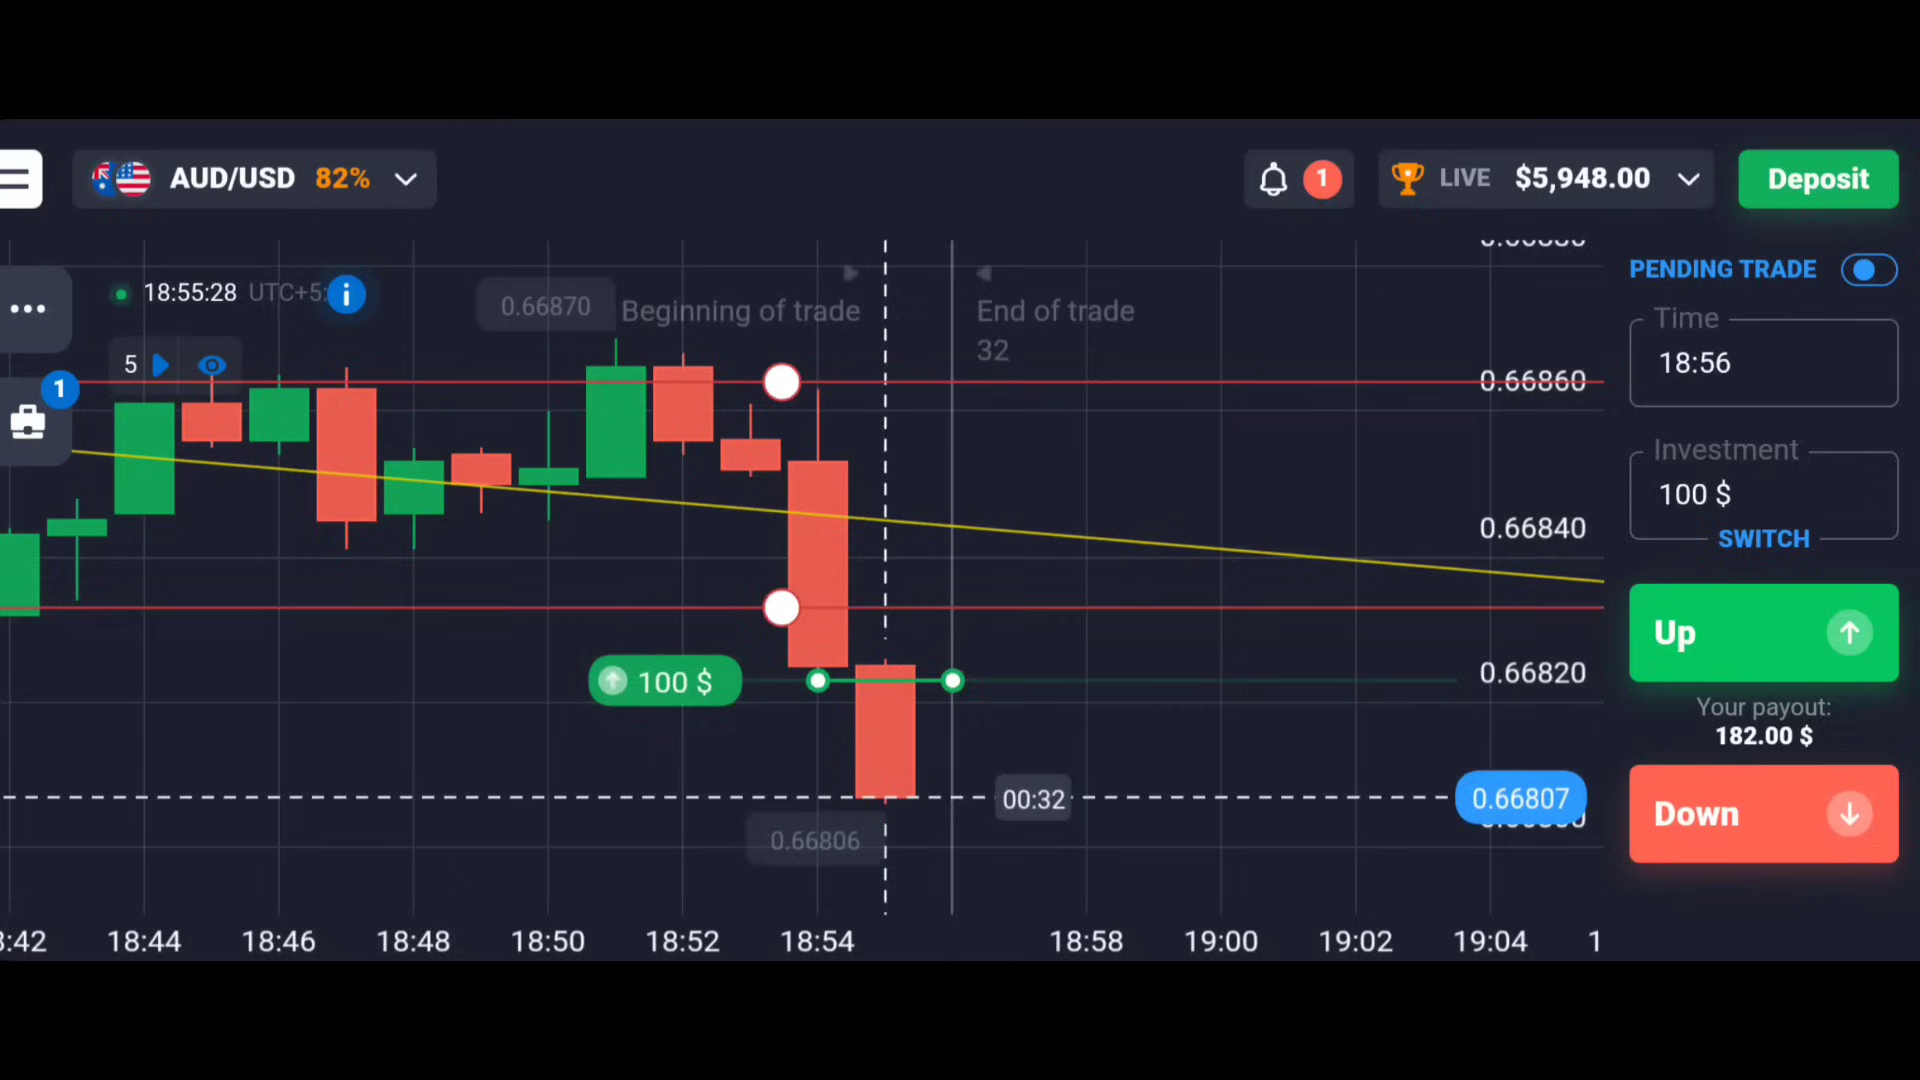 AUD/USD 82%
1
LIVE $5,948.00
Deposit
18:55:28 UTC+5:
i
0.66870
Beginning of trade
End of trade
32
5
1
0.66860
0.66840
0.66820
100 $
00:32
0.66807
0.66806
18:44 18:46 18:48 18:50 18:52 18:54 18:58 19:00 19:02 19:04
PENDING TRADE
Time
18:56
Investment
100 $
SWITCH
Up
Your payout:
182.00 $
Down